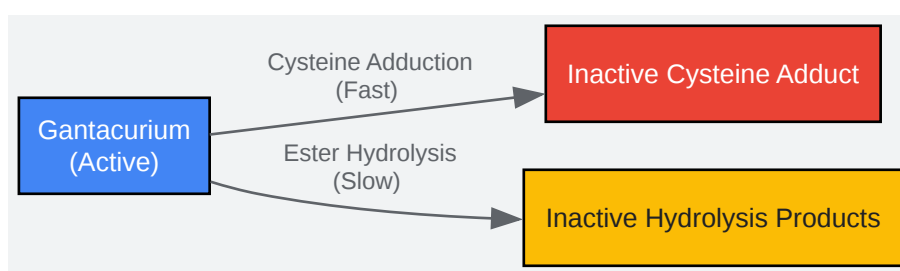 Gantacurium
(Active)
Cysteine Adduction
(Fast)
Inactive Cysteine Adduct
Ester Hydrolysis
(Slow)
Inactive Hydrolysis Products